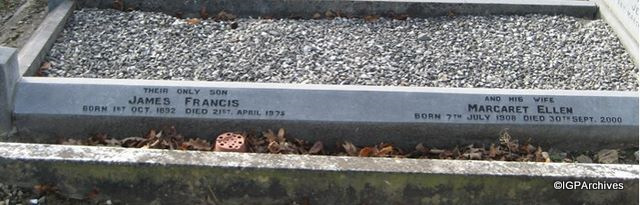 THEIR ONLY SON
JAMES FRANCIS
BORN 1ST OCT. 1892 DIED 21ST. APRIL 1975
AND HIS WIFE
MARGARET ELLEN
BORN 7TH JULY 1908 DIED 30TH SEPT. 2000
©IGPArchives